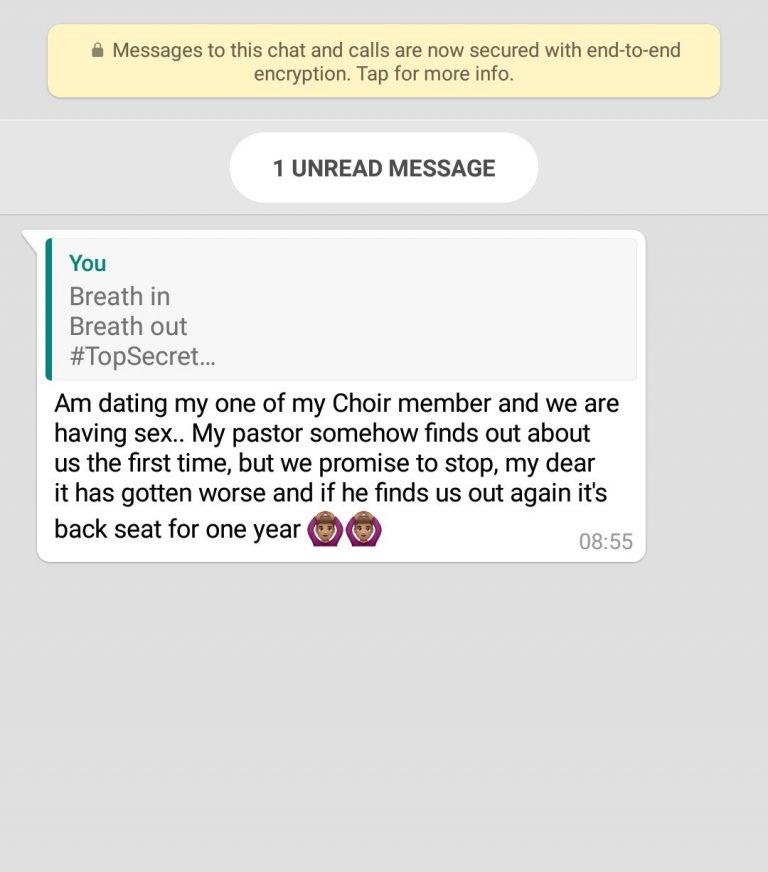 Messages to this chat and calls are now secured with end-to-end
encryption. Tap for more info.
1 UNREAD MESSAGE
You
Breath in
Breath out
#TopSecret...
Am dating my one of my Choir member and we are
having sex.. My pastor somehow finds out about
us the first time, but we promise to stop, my dear
it has gotten worse and if he finds us out again it's
back seat for one year 🙆🏽🙆🏽
08:55